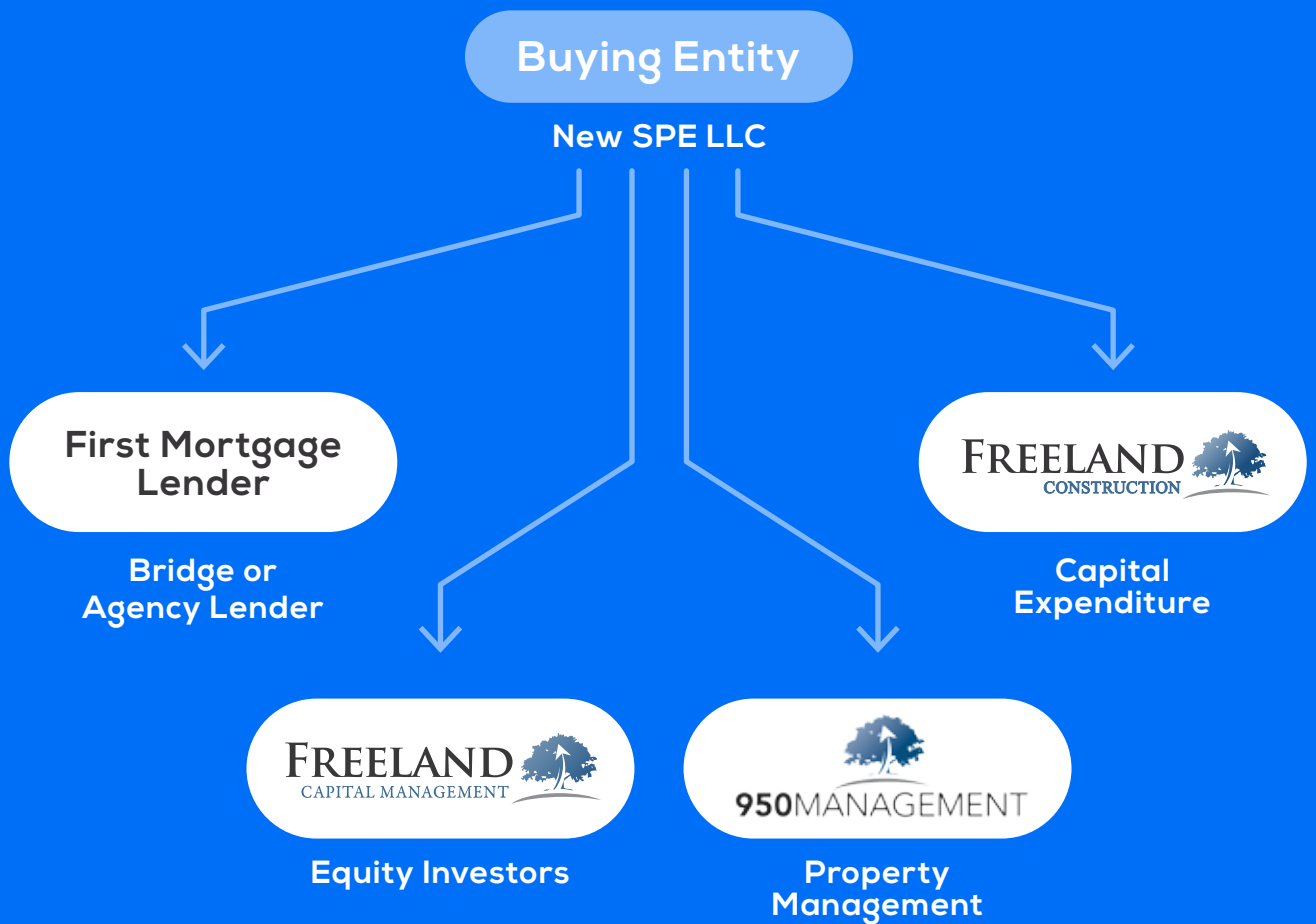 Buying Entity
New SPE LLC
First Mortgage
Lender
Bridge or
Agency Lender
FREELAND
CONSTRUCTION
Capital
Expenditure
FREELAND
CAPITAL MANAGEMENT
Equity Investors
950MANAGEMENT
Property
Management